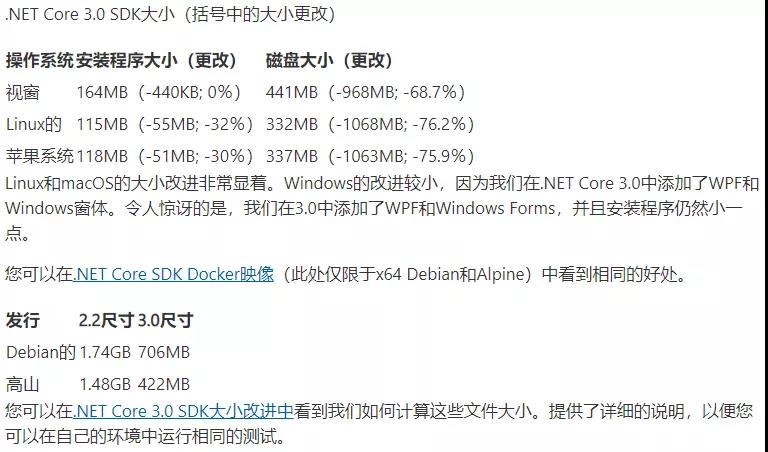 .NET Core 3.0 SDK大小（括号中的大小更改）
操作系统安装程序大小（更改） 磁盘大小（更改）
视窗 164MB（-440KB; 0%） 441MB（-968MB; -68.7%）
Linux的 115MB（-55MB; -32%） 332MB（-1068MB; -76.2%）
苹果系统118MB（-51MB; -30%） 337MB（-1063MB; -75.9%）
Linux和macOS的大小改进非常显着。Windows的改进较小，因为我们在.NET Core 3.0中添加了WPF和
Windows窗体。令人惊讶的是，我们在3.0中添加了WPF和Windows Forms，并且安装程序仍然小一
点。
您可以在.NET Core SDK Docker映像（此处仅限于x64 Debian和Alpine）中看到相同的好处。
发行 2.2尺寸 3.0尺寸
Debian的 1.74GB 706MB
高山 1.48GB 422MB
您可以在.NET Core 3.0 SDK大小改进中看到我们如何计算这些文件大小。提供了详细的说明，以便您
可以在自己的环境中运行相同的测试。